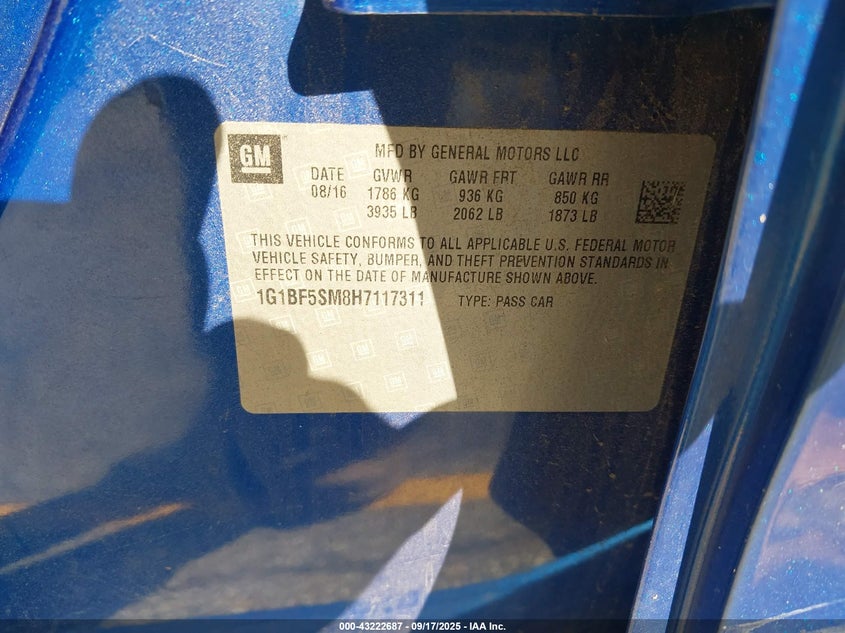 GM
MFD BY GENERAL MOTORS LLC
DATE GVWR GAWR FRT GAWR RR
08/16 1786 KG 936 KG 850 KG
3935 LB 2062 LB 1873 LB
THIS VEHICLE CONFORMS TO ALL APPLICABLE U.S. FEDERAL MOTOR
VEHICLE SAFETY, BUMPER, AND THEFT PREVENTION STANDARDS IN
EFFECT ON THE DATE OF MANUFACTURE SHOWN ABOVE.
1G1BF5SM8H7117311 TYPE: PASS CAR
000-43222687 - 09/17/2025 - IAA Inc.